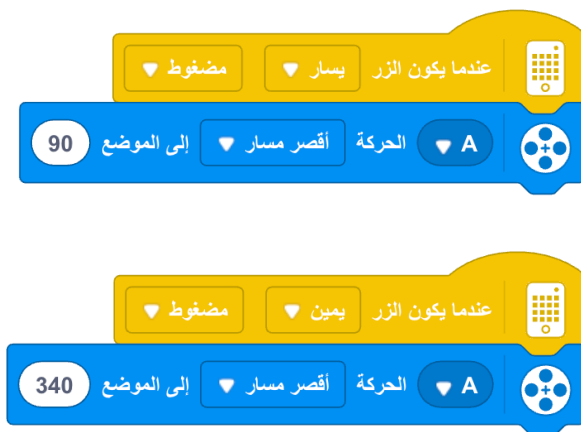 عندما يكون الزر يسار مضغوط
A الحركة أقصر مسار إلى الموضع 90
عندما يكون الزر يمين مضغوط
A الحركة أقصر مسار إلى الموضع 340